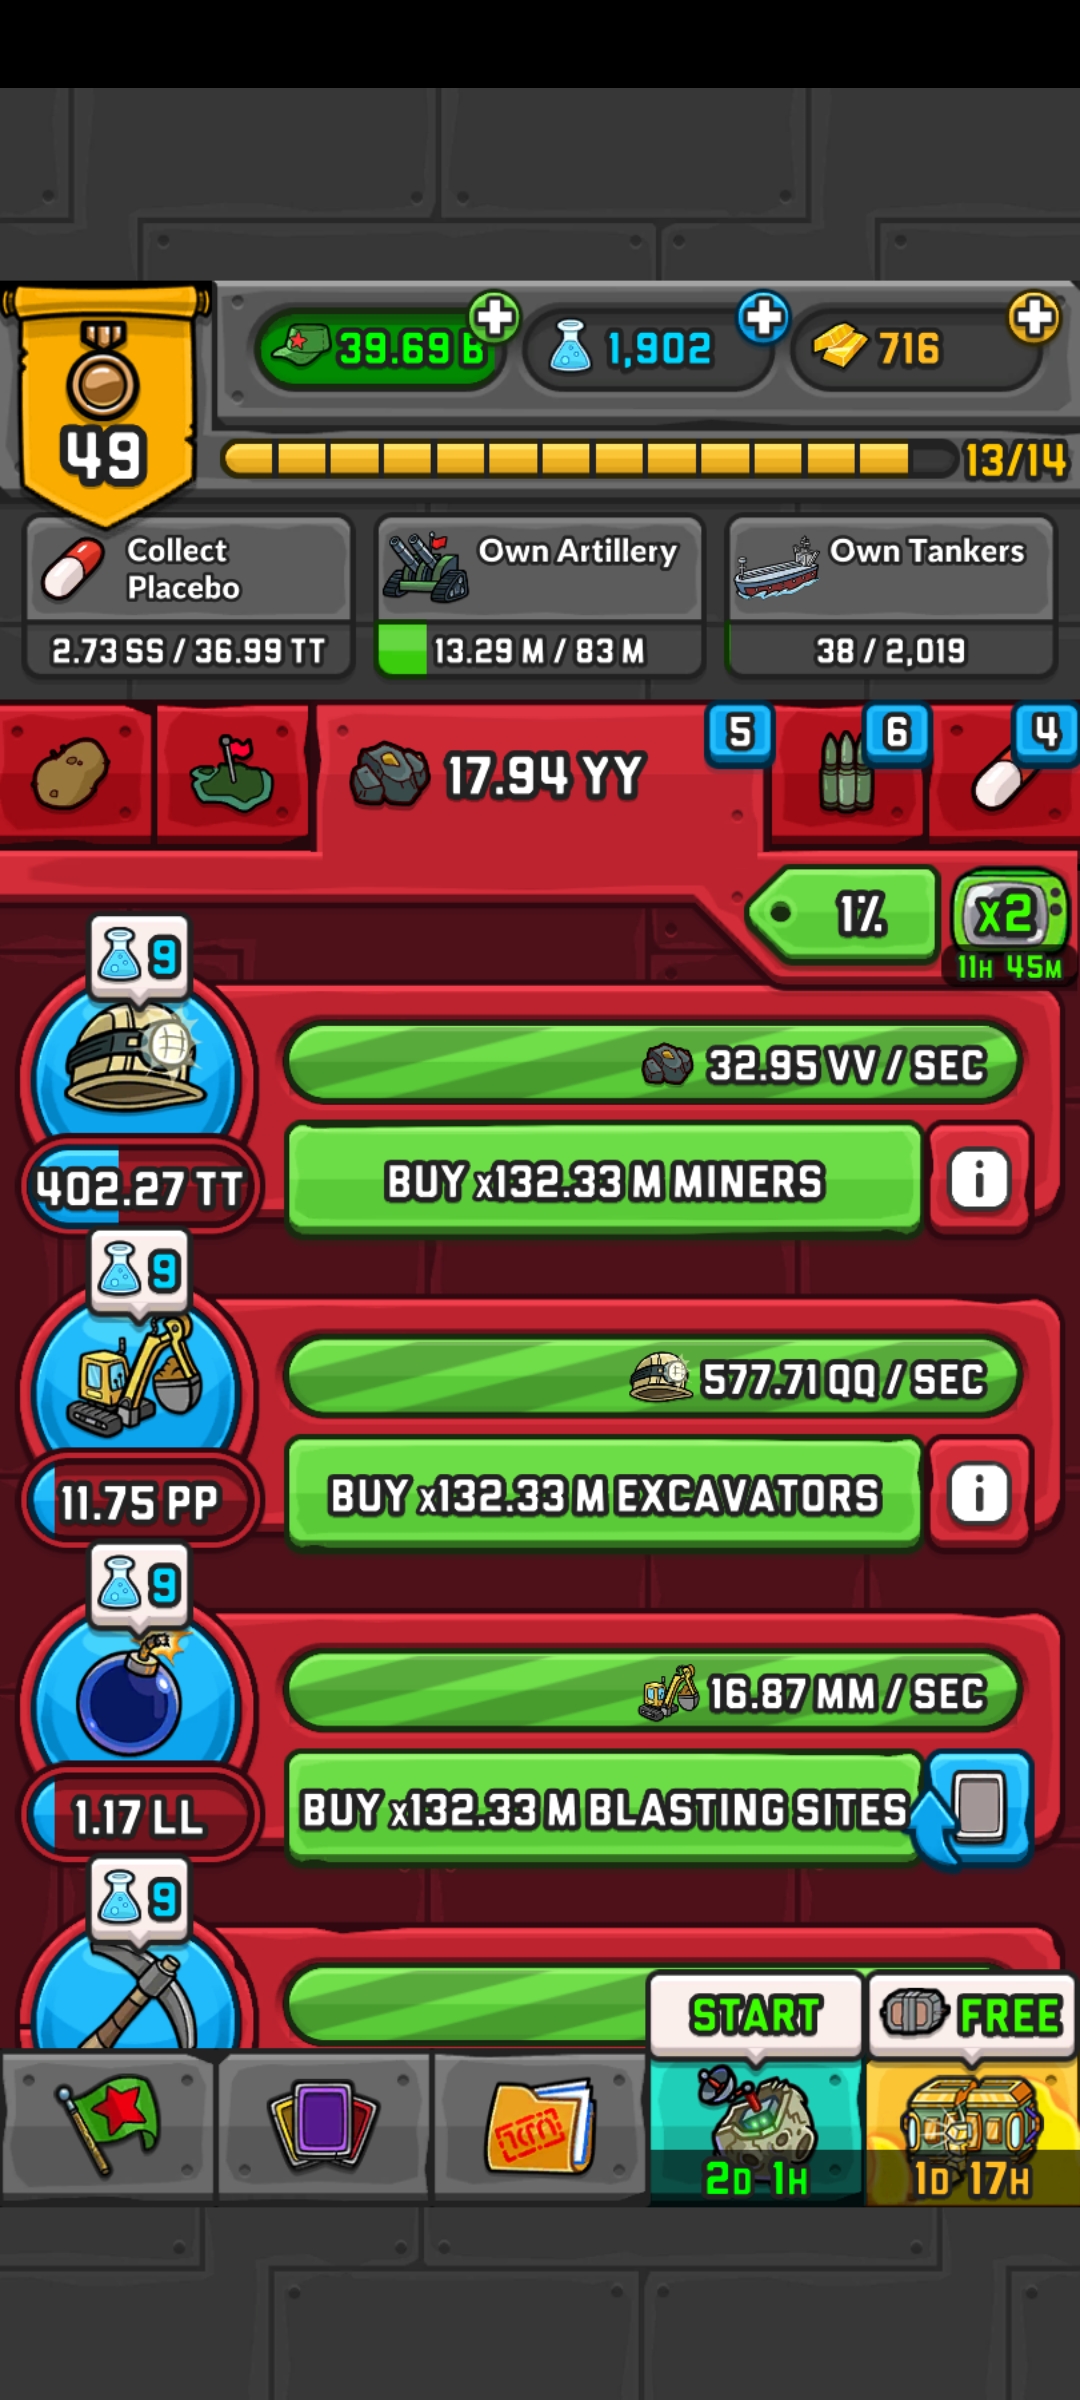 49
39.69 B
1,902
716
13/14
Collect
Placebo
2.73 SS / 36.99 TT
Own Artillery
13.29 M / 83 M
Own Tankers
38 / 2,019
17.94 YY
5
6
4
1%
x2
11H 45M
9
32.95 VV / SEC
402.27 TT
BUY x132.33 M MINERS
i
9
577.71 QQ / SEC
11.75 PP
BUY x132.33 M EXCAVATORS
i
9
16.87 MM / SEC
1.17 LL
BUY x132.33 M BLASTING SITES
9
START
FREE
2D 1H
1D 17H